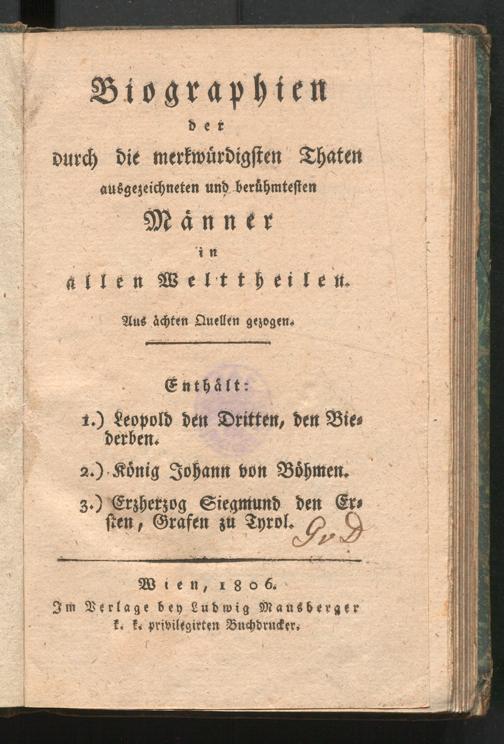 Biographien
der
durch die merkwürdigsten Thaten
ausgezeichneten und berühmtesten
Männer
in
allen Welttheilen.
Aus ächten Quellen gezogen.
Enthält:
1.) Leopold den Dritten, den Bie-
derben.
2.) König Johann von Böhmen.
3.) Erzherzog Siegmund den Er-
sten, Grafen zu Tyrol.
GvD
Wien, 1806.
Im Verlage bey Ludwig Mausberger
k. k. privilegirten Buchdrucker.